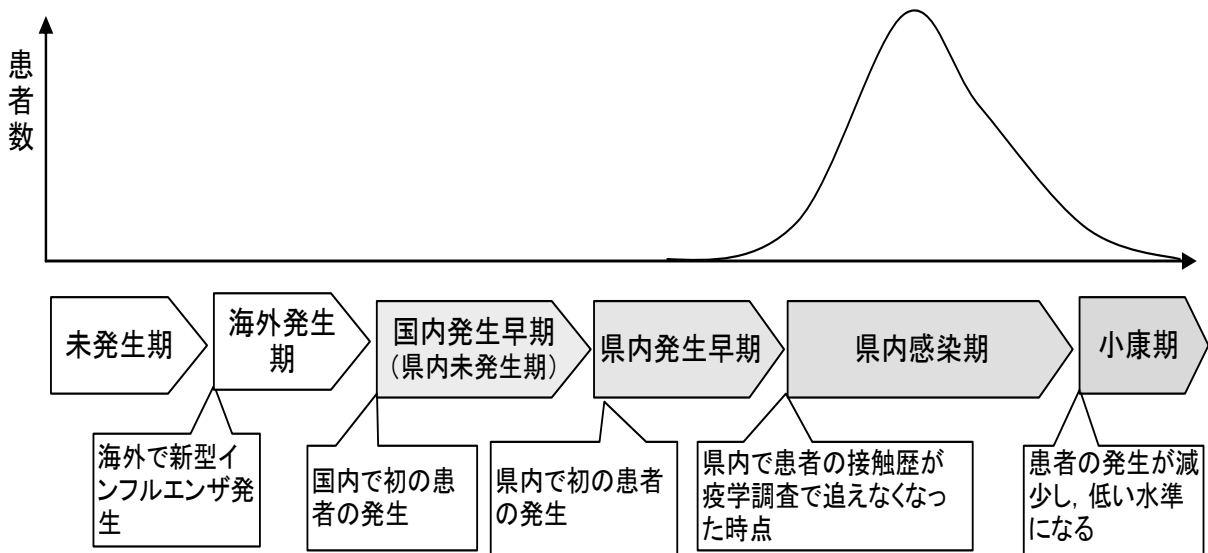 患者数
未発生期
海外発生
期
国内発生早期
（県内未発生期）
県内発生早期
県内感染期
小康期
海外で新型イ
ンフルエンザ発
生
国内で初の患
者の発生
県内で初の患者
の発生
県内で患者の接触歴が
疫学調査で追えなくなっ
た時点
患者の発生が減
少し，低い水準
になる